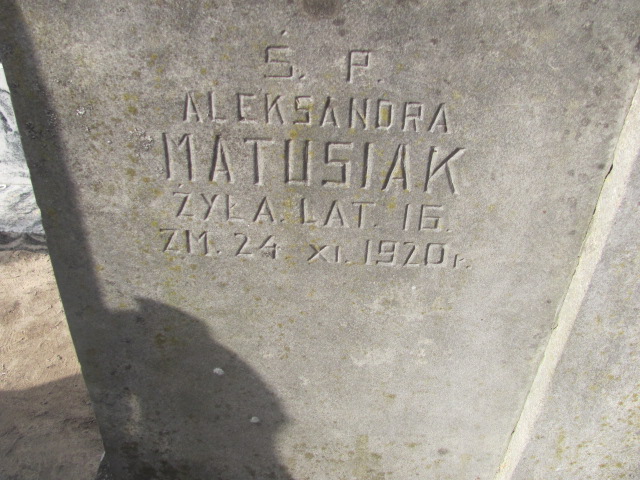 Ś. P.
ALEKSANDRA
MATUSIAK
ŻYŁA. LAT. 16.
ZM. 24 XI. 1920 r.